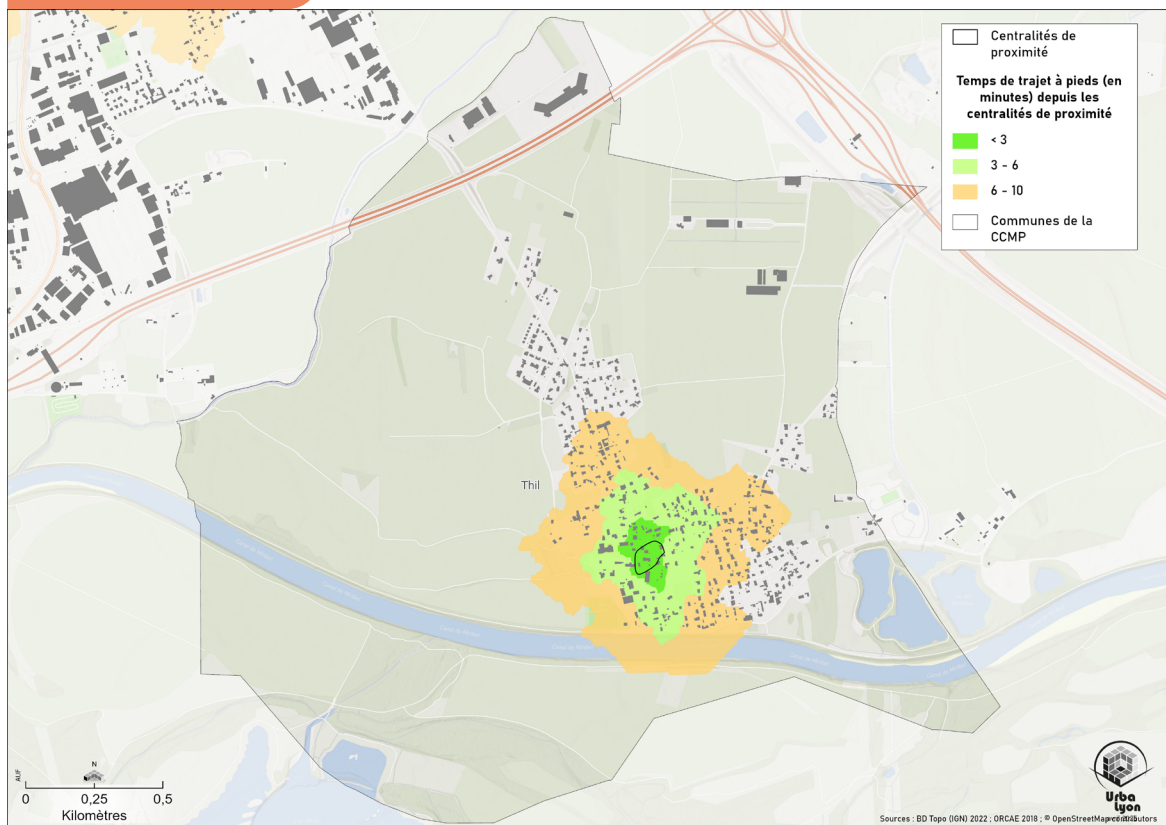 Centralités de
proximité
Temps de trajet à pieds (en
minutes) depuis les
centralités de proximité
< 3
3 - 6
6 - 10
Communes de la
CCMP
Thil
AUF
N
0
0,25
0,5
Kilomètres
Urba
Lyon
Sources : BD Topo (IGN) 2022 ; ORCAE 2018 ; © OpenStreetMap contributors